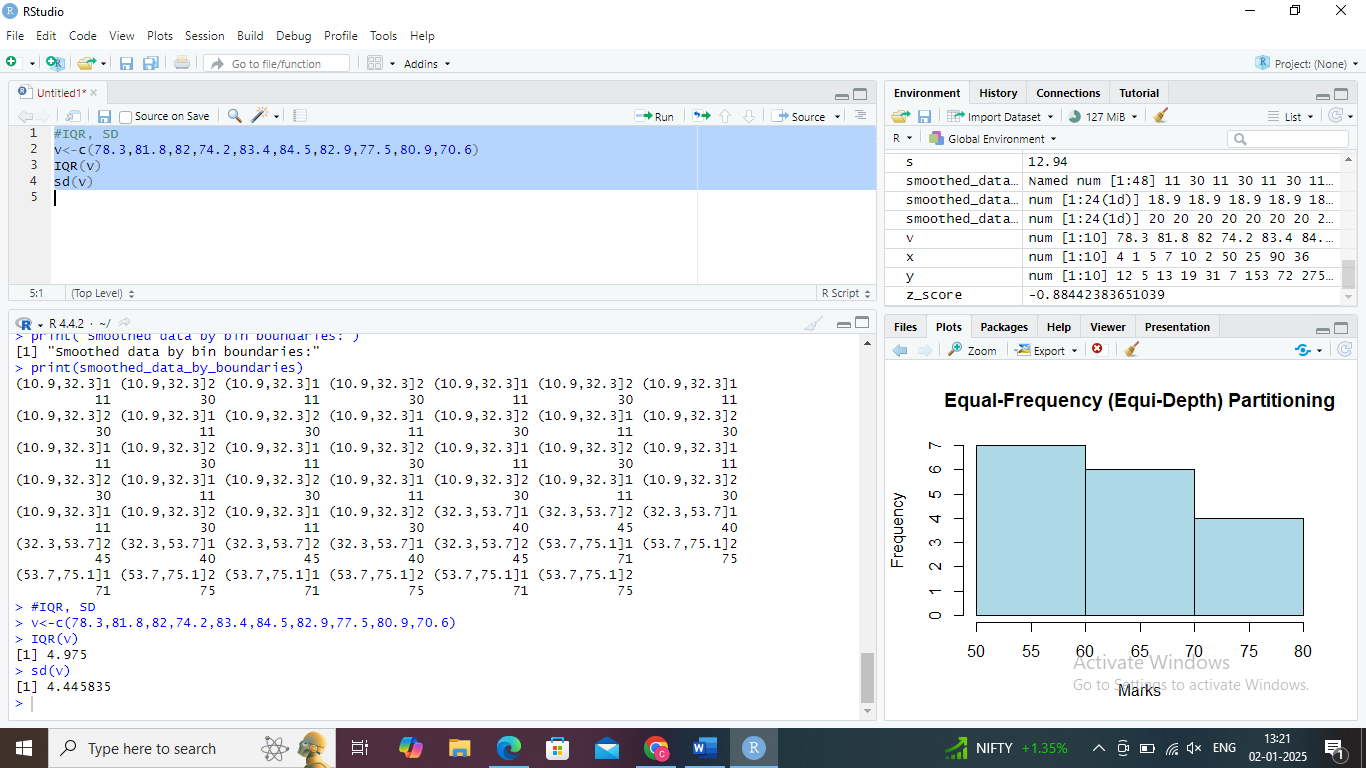 RStudio
File Edit Code View Plots Session Build Debug Profile Tools Help
Go to file/function Addins Project: (None)
Untitled1*
Source on Save Run Source
1 #IQR, SD
2 v<-c(78.3,81.8,82,74.2,83.4,84.5,82.9,77.5,80.9,70.6)
3 IQR(v)
4 sd(v)
5
5:1 (Top Level) R Script
R 4.4.2 · ~/
> print("Smoothed data by bin boundaries:")
[1] "Smoothed data by bin boundaries:"
> print(smoothed_data_by_boundaries)
(10.9,32.3]1 (10.9,32.3]2 (10.9,32.3]1 (10.9,32.3]2 (10.9,32.3]1 (10.9,32.3]2 (10.9,32.3]1
11 30 11 30 11 30 11
(10.9,32.3]2 (10.9,32.3]1 (10.9,32.3]2 (10.9,32.3]1 (10.9,32.3]2 (10.9,32.3]1 (10.9,32.3]2
30 11 30 11 30 11 30
(10.9,32.3]1 (10.9,32.3]2 (10.9,32.3]1 (10.9,32.3]2 (10.9,32.3]1 (10.9,32.3]2 (10.9,32.3]1
11 30 11 30 11 30 11
(10.9,32.3]2 (10.9,32.3]1 (10.9,32.3]2 (10.9,32.3]1 (10.9,32.3]2 (10.9,32.3]1 (10.9,32.3]2
30 11 30 11 30 11 30
(10.9,32.3]1 (10.9,32.3]2 (10.9,32.3]1 (10.9,32.3]2 (32.3,53.7]1 (32.3,53.7]2 (32.3,53.7]1
11 30 11 30 40 45 40
(32.3,53.7]2 (32.3,53.7]1 (32.3,53.7]2 (32.3,53.7]1 (32.3,53.7]2 (53.7,75.1]1 (53.7,75.1]2
45 40 45 40 45 71 75
(53.7,75.1]1 (53.7,75.1]2 (53.7,75.1]1 (53.7,75.1]2 (53.7,75.1]1 (53.7,75.1]2
71 75 71 75 71 75
> #IQR, SD
> v<-c(78.3,81.8,82,74.2,83.4,84.5,82.9,77.5,80.9,70.6)
> IQR(v)
[1] 4.975
> sd(v)
[1] 4.445835
>
Environment History Connections Tutorial
Import Dataset 127 MiB List
R Global Environment
s 12.94
smoothed_data… Named num [1:48] 11 30 11 30 11 30 11…
smoothed_data… num [1:24(1d)] 18.9 18.9 18.9 18.9 18…
smoothed_data… num [1:24(1d)] 20 20 20 20 20 20 2…
v num [1:10] 78.3 81.8 82 74.2 83.4 84.…
x num [1:10] 4 1 5 7 10 2 50 25 90 36
y num [1:10] 12 5 13 19 31 7 153 72 275…
z_score -0.88442383651039
Files Plots Packages Help Viewer Presentation
Zoom Export
Equal-Frequency (Equi-Depth) Partitioning
Frequency
7
6
5
4
3
2
1
0
50 55 60 65 70 75 80
Marks
Activate Windows
Go to Settings to activate Windows.
Type here to search NIFTY +1.35% ENG 13:21
02-01-2025
1